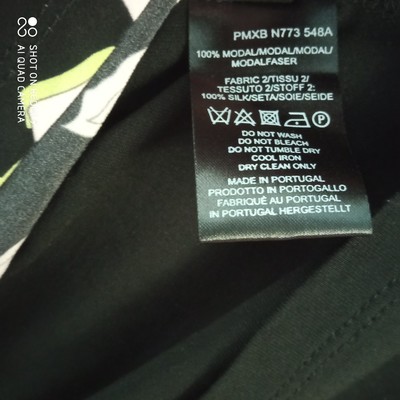 PMXB N773 548A
100% MODAL/MODAL/MODAL/
MODALFASER
FABRIC 2/TISSU 2/
TESSUTO 2/STOFF 2:
100% SILK/SETA/SOIE/SEIDE
P
DO NOT WASH
DO NOT BLEACH
DO NOT TUMBLE DRY
COOL IRON
DRY CLEAN ONLY
MADE IN PORTUGAL
PRODOTTO IN PORTOGALLO
FABRIQUÉ AU PORTUGAL
IN PORTUGAL HERGESTELLT
SHOT ON
AI QUAD CAMERA